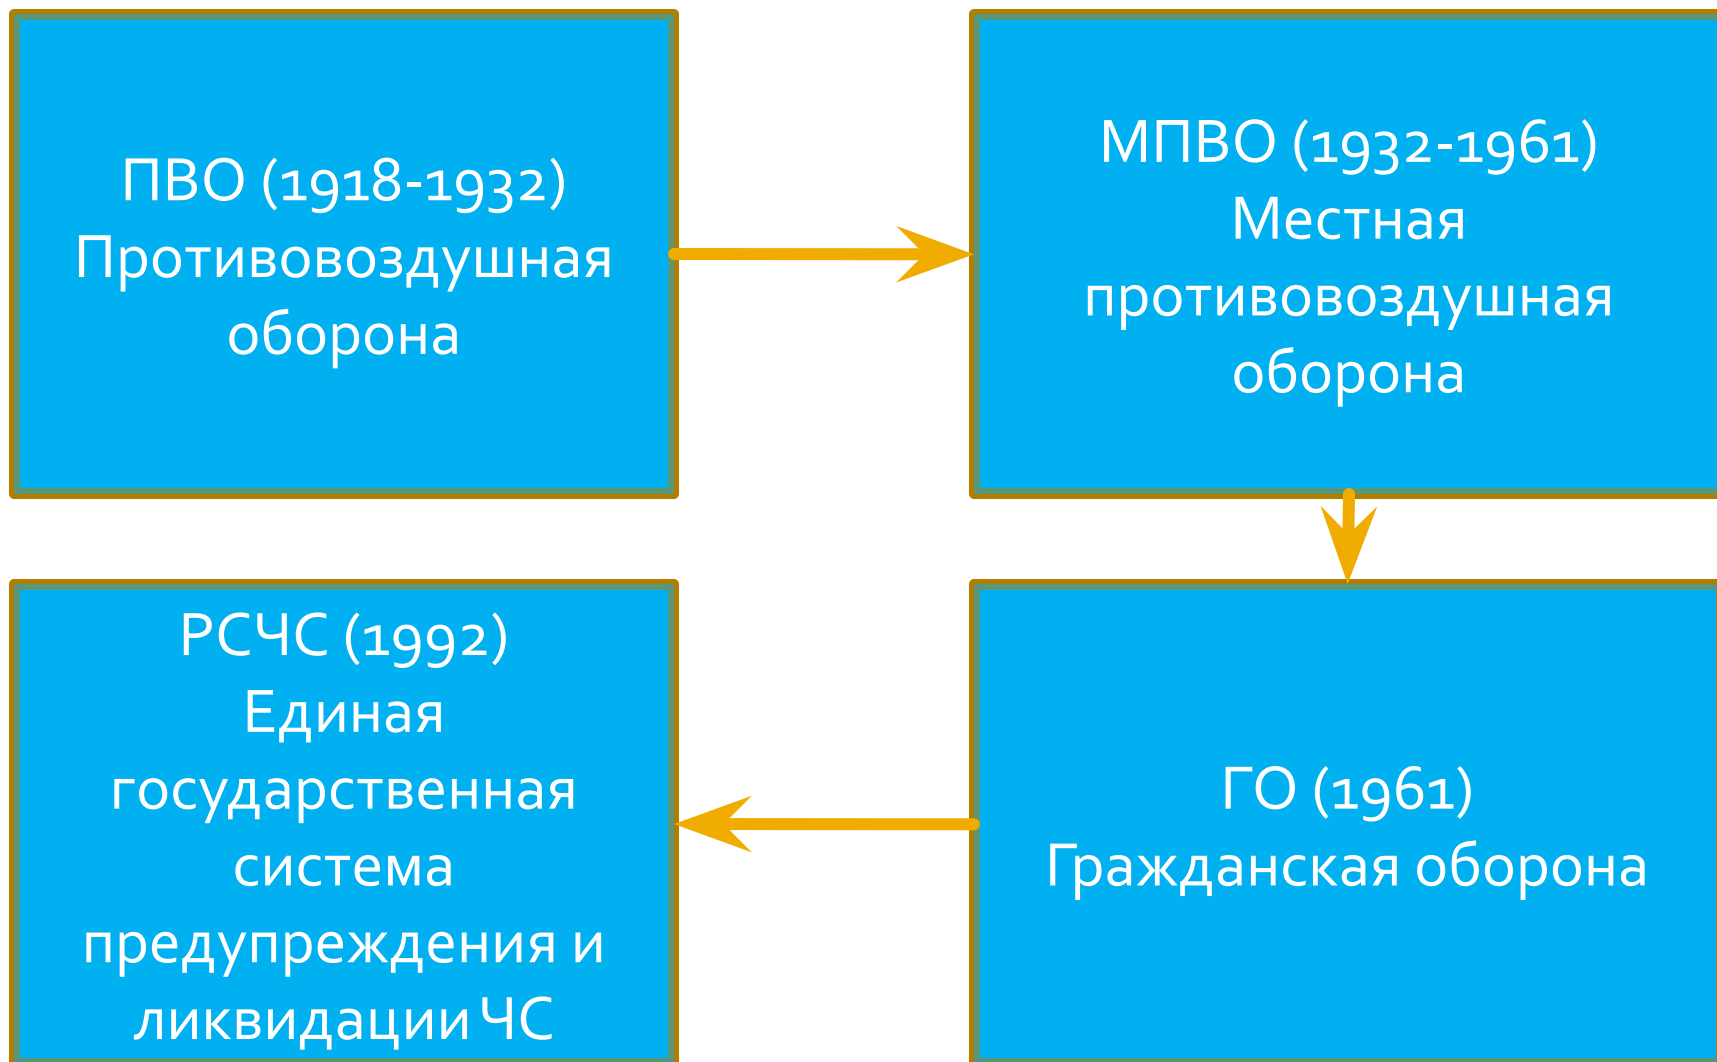 ПВО (1918-1932)
Противовоздушная
оборона
МПВО (1932-1961)
Местная
противовоздушная
оборона
ГО (1961)
Гражданская оборона
РСЧС (1992)
Единая
государственная
система
предупреждения и
ликвидации ЧС